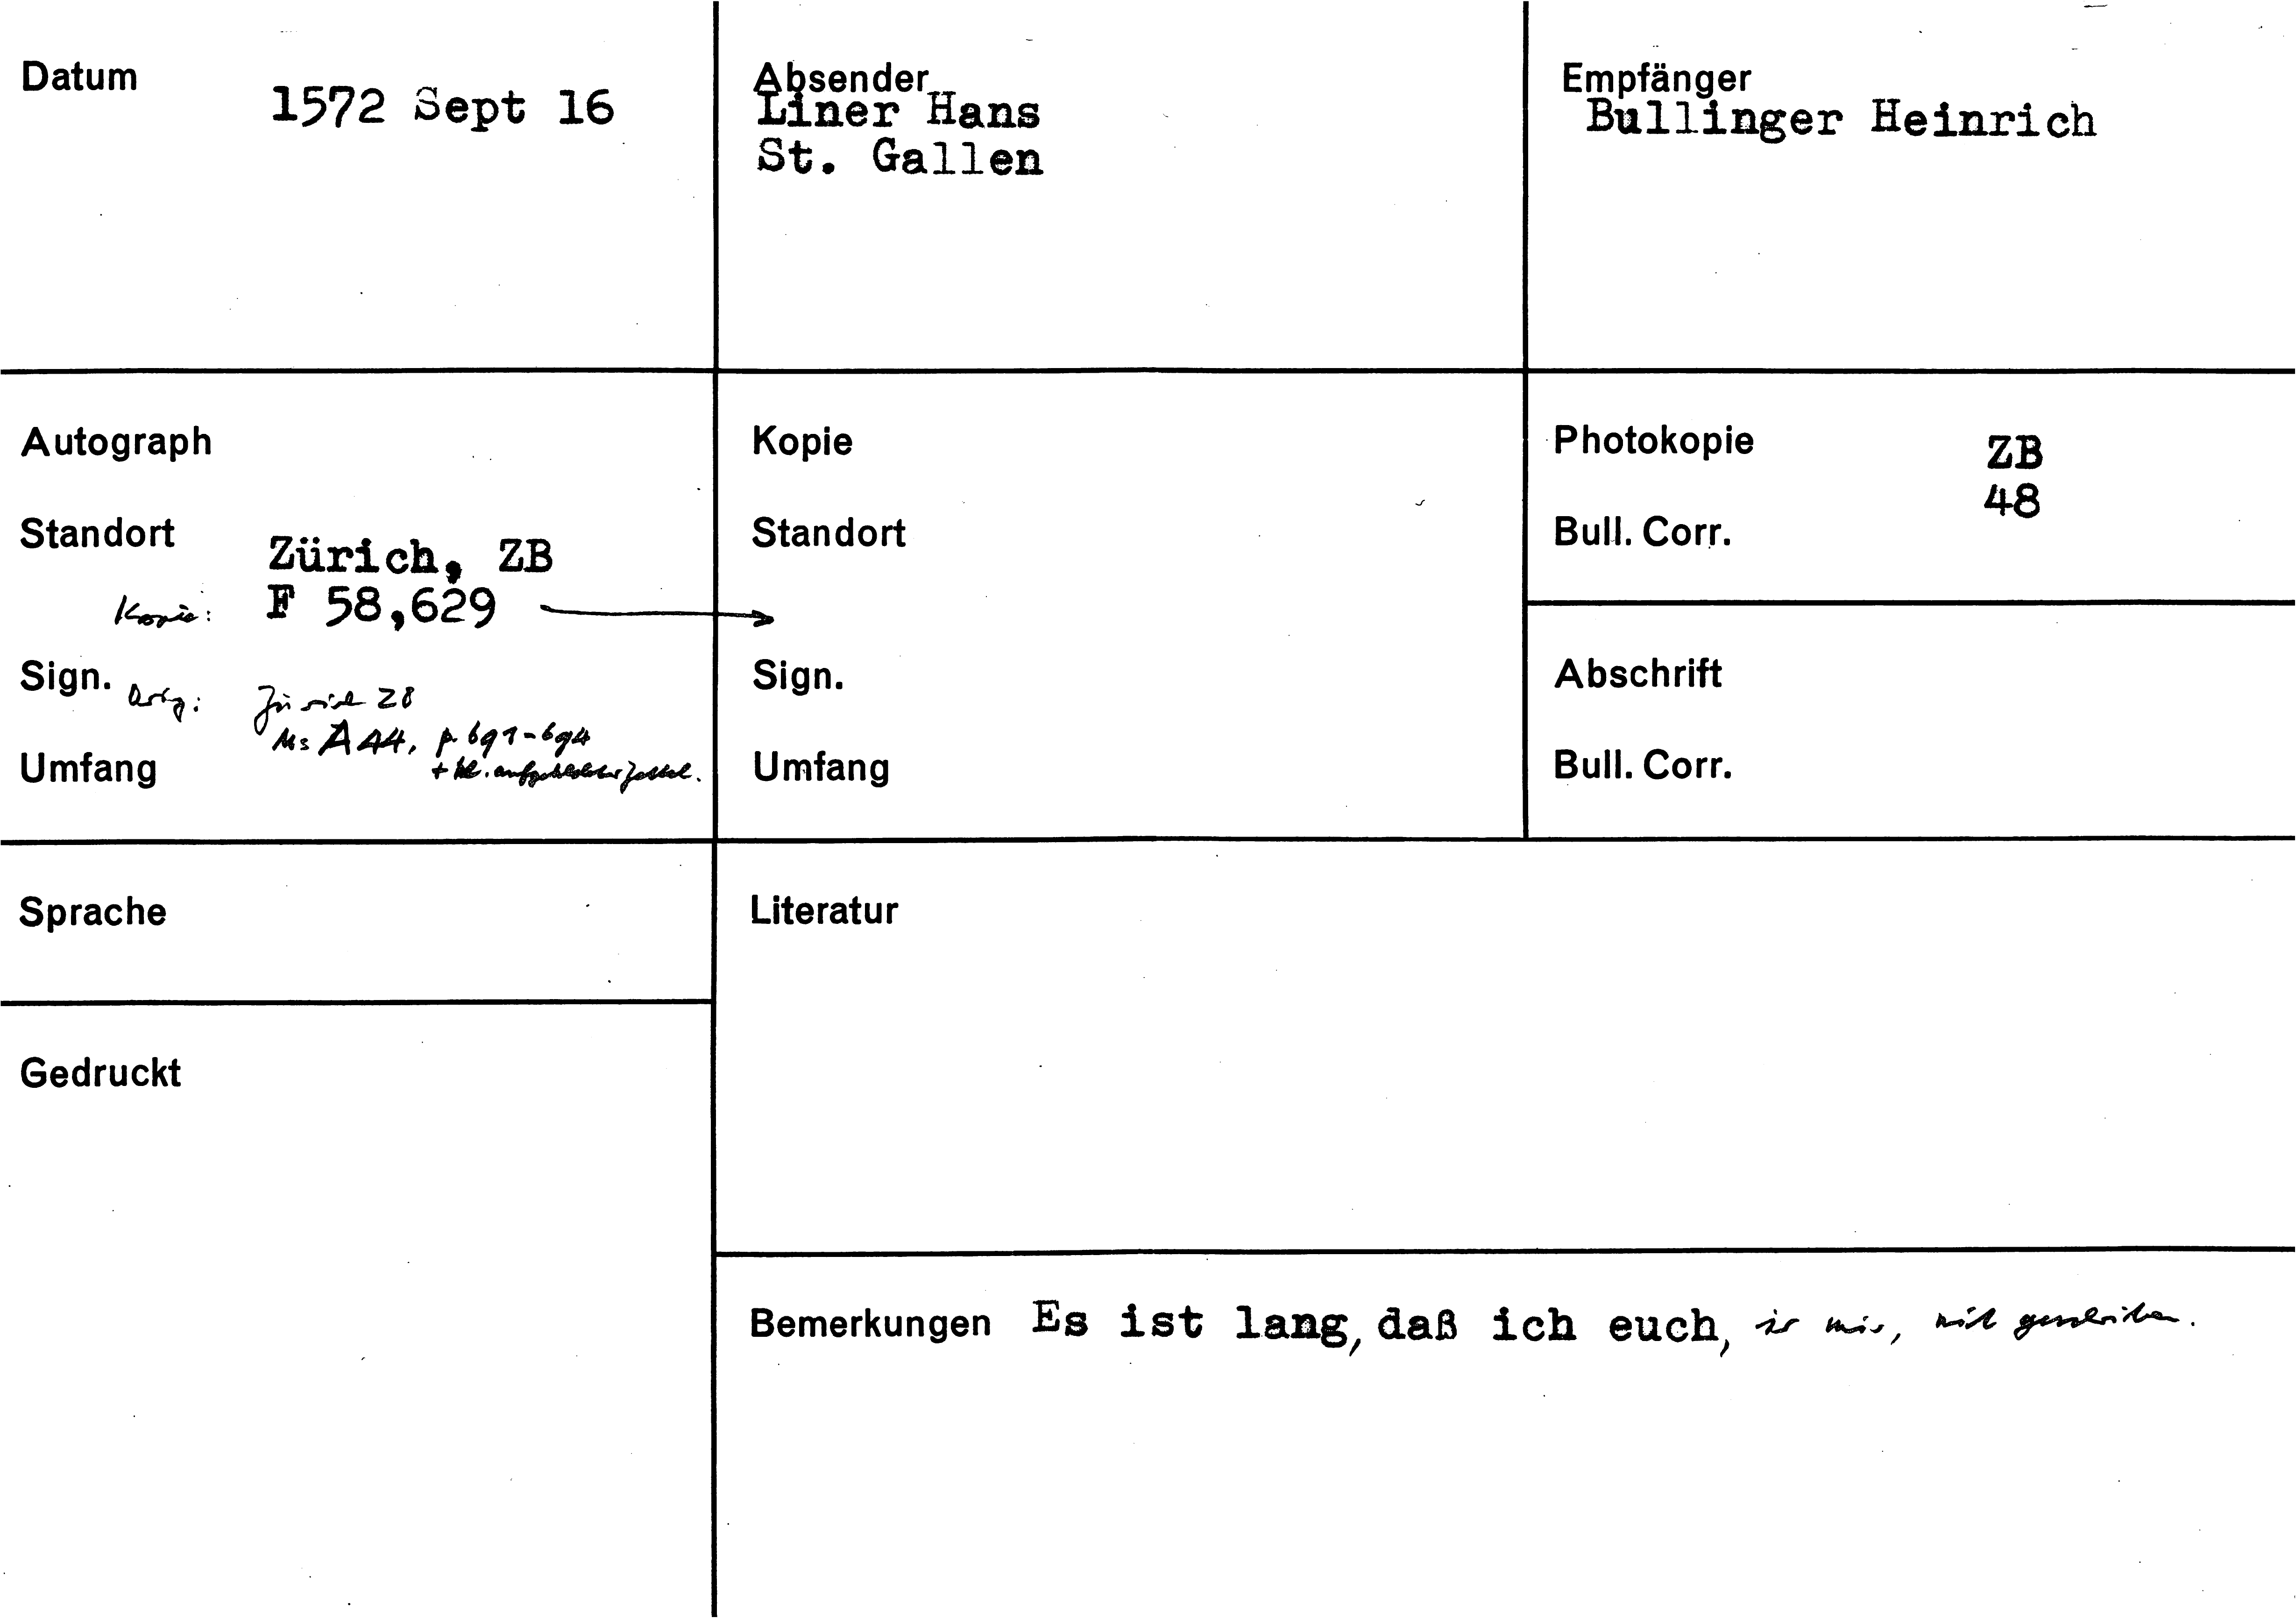 Datum
1572 Sept 16
Absender
Liner Hans
St. Gallen
Empfänger
Bullinger Heinrich
Autograph
Standort
Zürich, ZB
Kopie: F 58,629
Sign. Orig: Zürich ZB
Ms A 44, p. 691-694
+ kl. aufgeklebter Zettel.
Umfang
Kopie
Standort
Sign.
Umfang
Photokopie ZB
48
Bull. Corr.
Abschrift
Bull. Corr.
Sprache
Literatur
Gedruckt
Bemerkungen Es ist lang, daß ich euch, ir mir, nit geschriben.